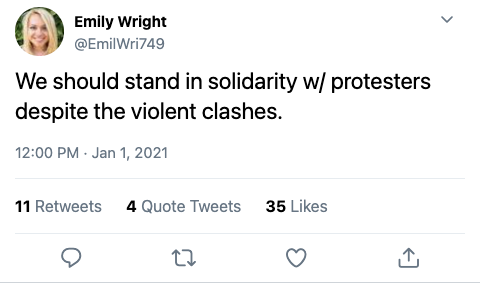 Emily Wright
@EmilWri749
We should stand in solidarity w/ protesters
despite the violent clashes.
12:00 PM · Jan 1, 2021
11 Retweets 4 Quote Tweets 35 Likes